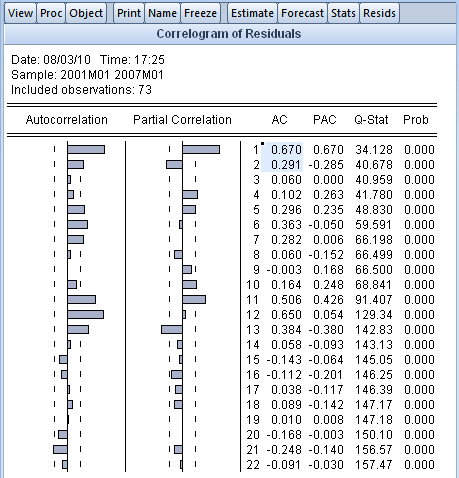 View Proc Object Print Name Freeze Estimate Forecast Stats Resids
Correlogram of Residuals
Date: 08/03/10 Time: 17:25
Sample: 2001M01 2007M01
Included observations: 73
Autocorrelation Partial Correlation AC PAC Q-Stat Prob
1 0.670 0.670 34.128 0.000
2 0.291 -0.285 40.678 0.000
3 0.060 0.000 40.959 0.000
4 0.102 0.263 41.780 0.000
5 0.296 0.235 48.830 0.000
6 0.363 -0.050 59.591 0.000
7 0.282 0.006 66.198 0.000
8 0.060 -0.152 66.499 0.000
9 -0.003 0.168 66.500 0.000
10 0.164 0.248 68.841 0.000
11 0.506 0.426 91.407 0.000
12 0.650 0.054 129.34 0.000
13 0.384 -0.380 142.83 0.000
14 0.058 -0.093 143.13 0.000
15 -0.143 -0.064 145.05 0.000
16 -0.112 -0.201 146.25 0.000
17 0.038 -0.117 146.39 0.000
18 0.089 -0.142 147.17 0.000
19 0.010 0.008 147.18 0.000
20 -0.168 -0.003 150.10 0.000
21 -0.248 -0.140 156.57 0.000
22 -0.091 -0.030 157.47 0.000